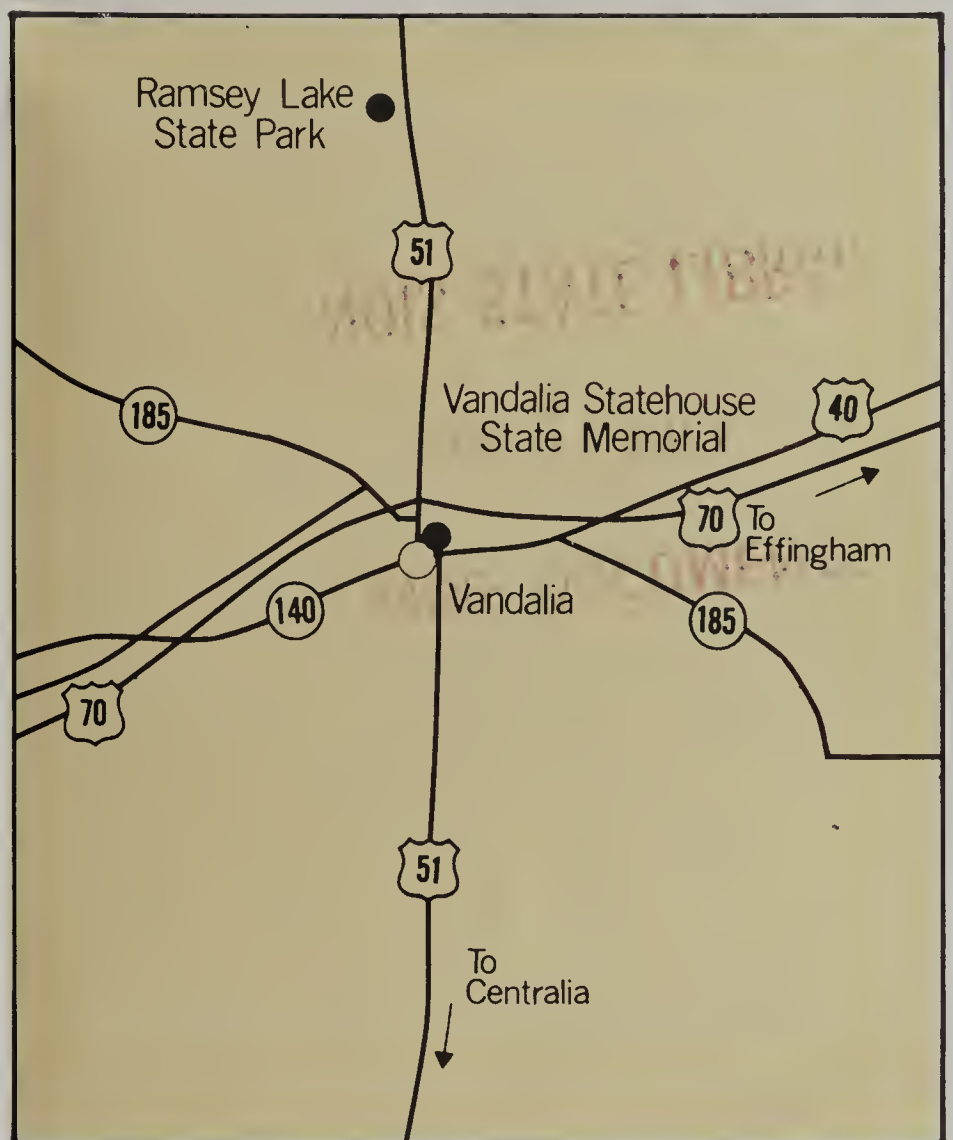 Ramsey Lake
State Park
51
185
Vandalia Statehouse
State Memorial
40
70
To
Effingham
140
Vandalia
185
70
51
To
Centralia